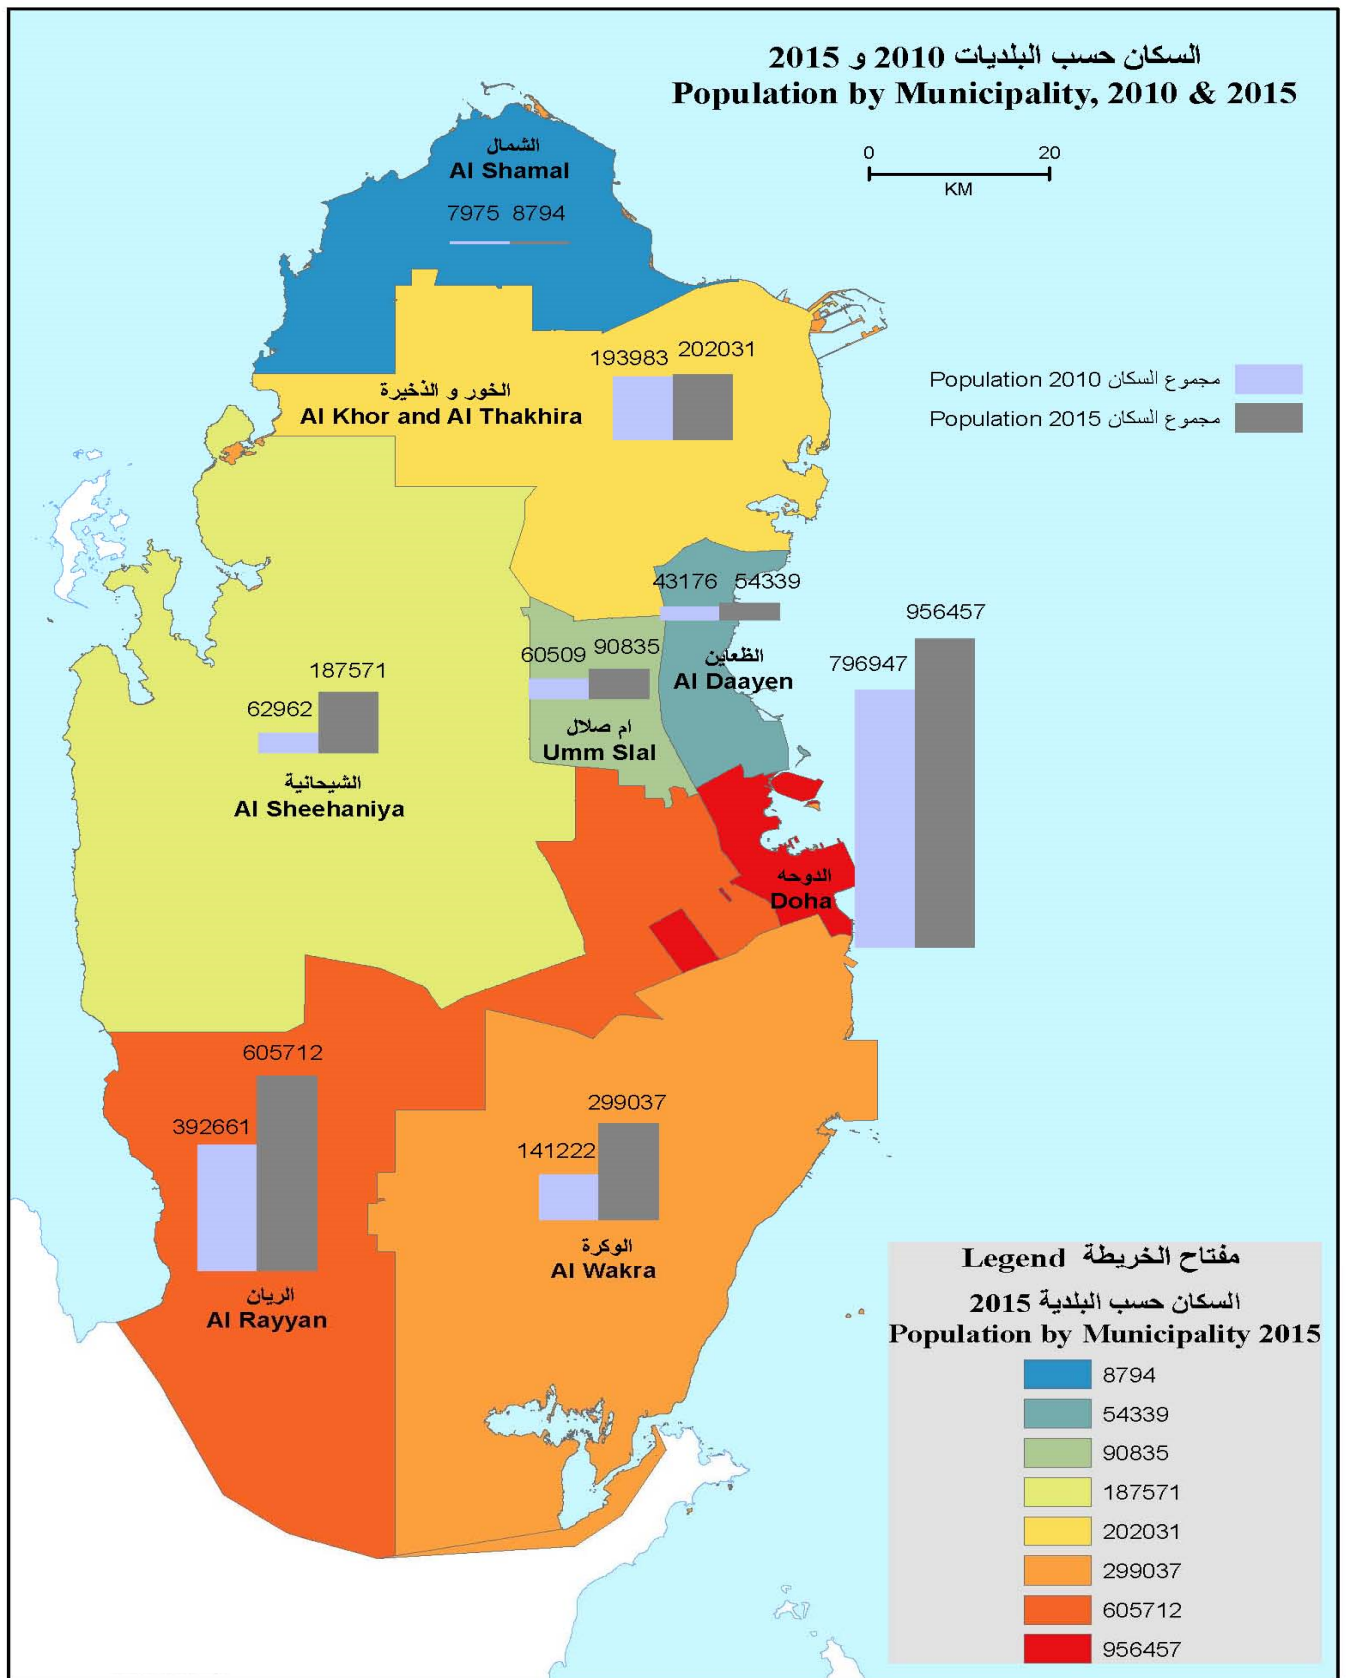 السكان حسب البلديات 2010 و 2015
Population by Municipality, 2010 & 2015
0 20
KM
الشمال
Al Shamal
7975 8794
193983 202031
الخور و الذخيرة
Al Khor and Al Thakhira
Population 2010 مجموع السكان
Population 2015 مجموع السكان
43176 54339
الظعاين
Al Daayen
60509 90835
ام صلال
Umm Slal
956457
796947
187571
62962
الشيحانية
Al Sheehaniya
الدوحه
Doha
605712
392661
الريان
Al Rayyan
299037
141222
الوكرة
Al Wakra
Legend مفتاح الخريطة
السكان حسب البلدية 2015
Population by Municipality 2015
8794
54339
90835
187571
202031
299037
605712
956457